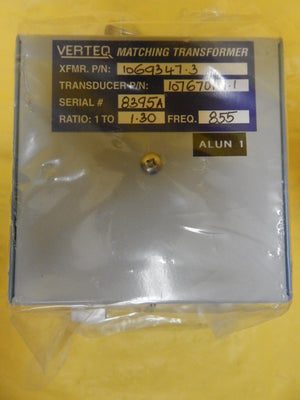 VERTEQ MATCHING TRANSFORMER
XFMR. P/N: 1069347-3
TRANSDUCER P/N:
SERIAL # 8395A
RATIO: 1 TO 1.30 FREQ. 855
ALUN 1